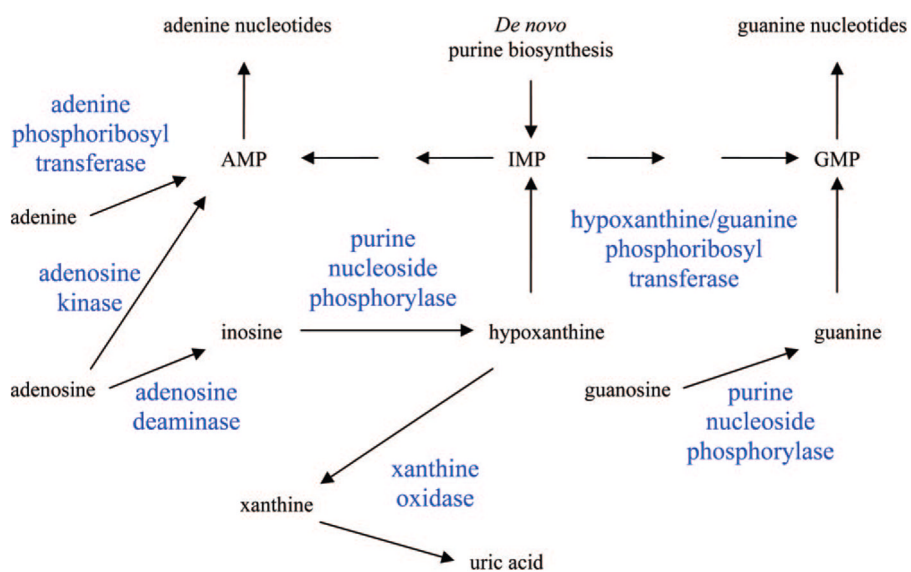 adenine nucleotides
De novo
purine biosynthesis
guanine nucleotides
adenine
phosphoribosyl
transferase
AMP
IMP
GMP
adenine
hypoxanthine/guanine
phosphoribosyl
transferase
purine
nucleoside
phosphorylase
adenosine
kinase
inosine
hypoxanthine
guanine
adenosine
adenosine
deaminase
guanosine
purine
nucleoside
phosphorylase
xanthine
oxidase
xanthine
uric acid